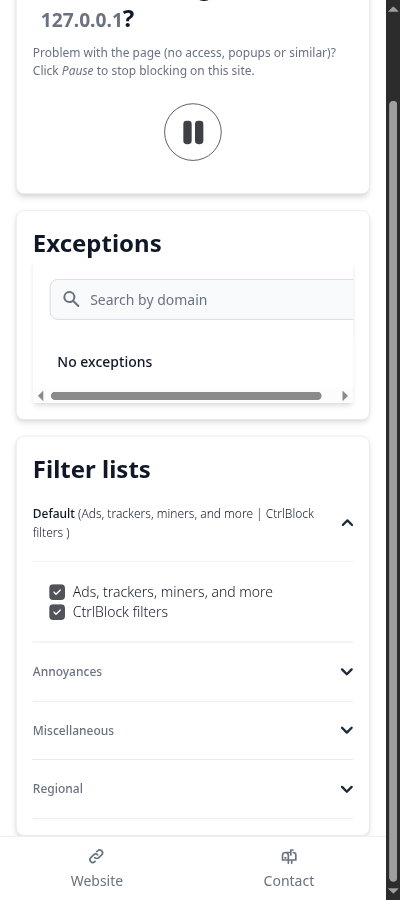 127.0.0.1?
Problem with the page (no access, popups or similar)?
Click Pause to stop blocking on this site.
Exceptions
Search by domain
No exceptions
Filter lists
Default (Ads, trackers, miners, and more | CtrlBlock
filters )
Ads, trackers, miners, and more
CtrlBlock filters
Annoyances
Miscellaneous
Regional
Website
Contact